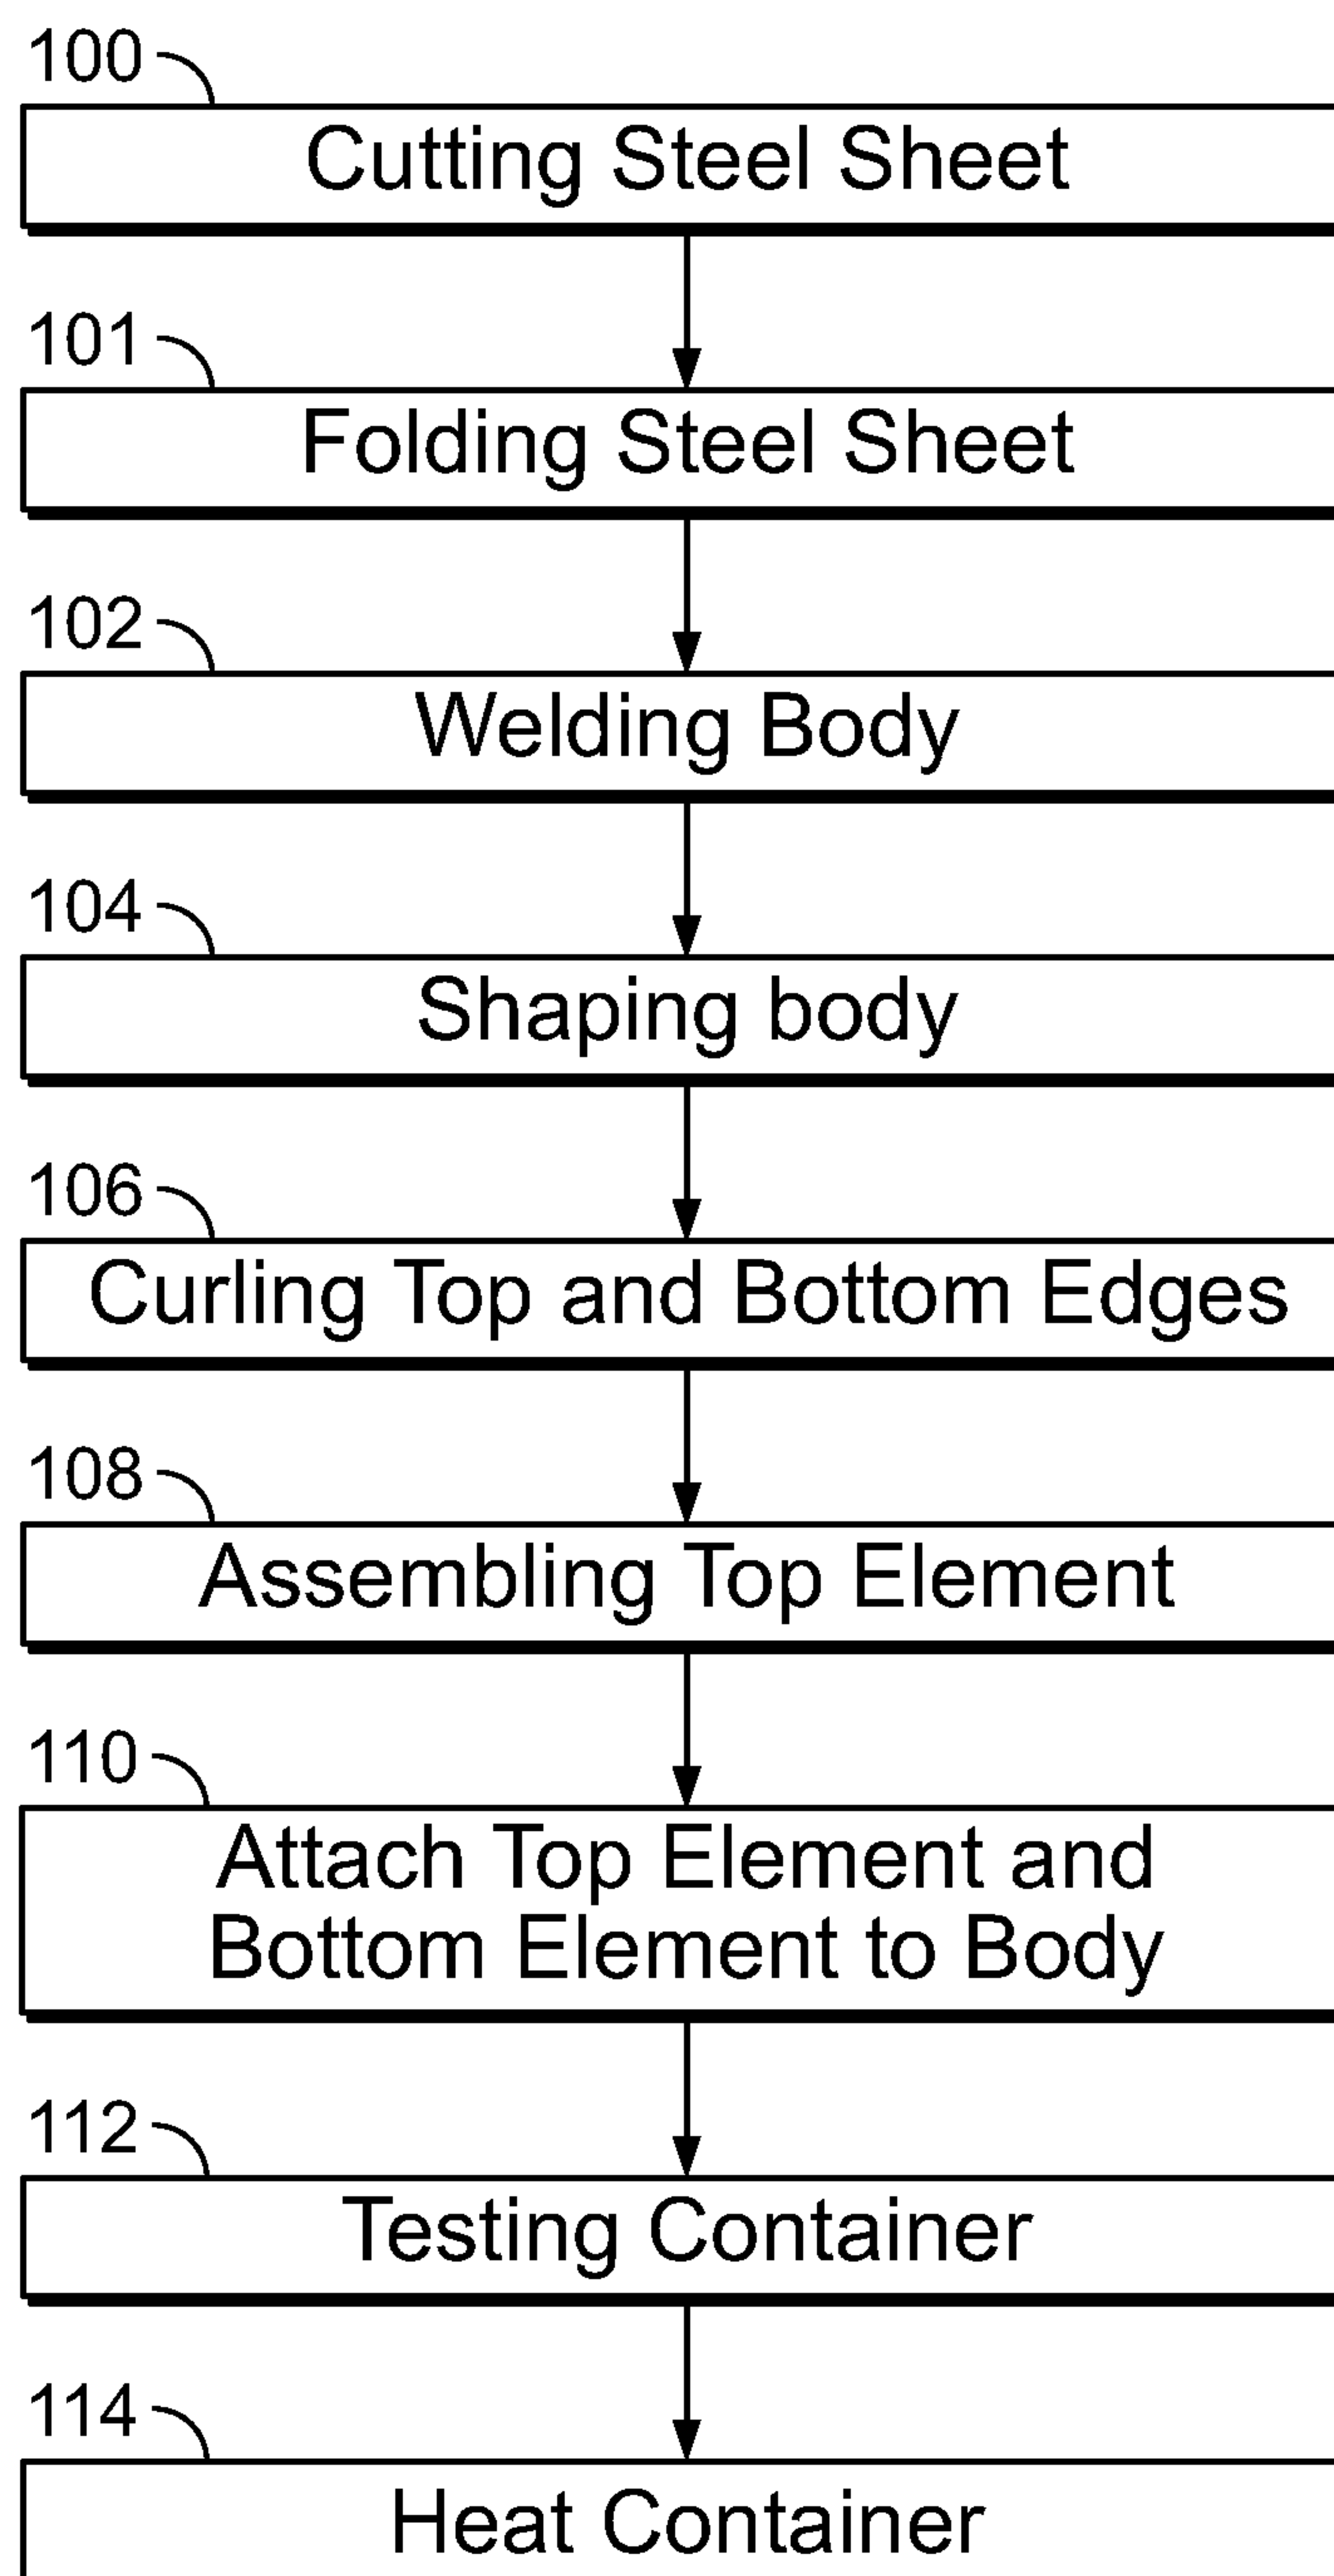 100
Cutting Steel Sheet
101
Folding Steel Sheet
102
Welding Body
104
Shaping body
106
Curling Top and Bottom Edges
108
Assembling Top Element
110
Attach Top Element and
Bottom Element to Body
112
Testing Container
114
Heat Container